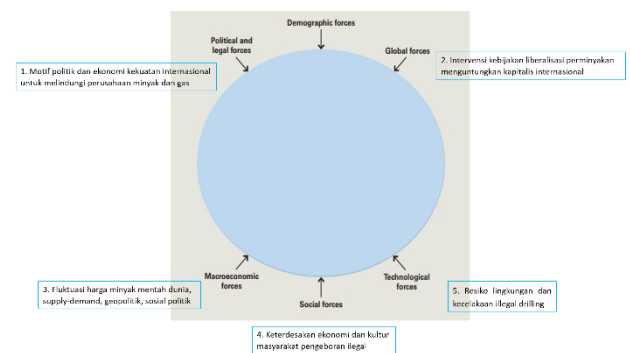 Demographic forces
Political and
legal forces
Global forces
1. Motif politik dan ekonomi kekuatan internasional
untuk melindungi perusahaan minyak dan gas
2. Intervensi kebijakan liberalisasi perminyakan
menguntungkan kapitalis internasional
Macroeconomic
forces
Technological
forces
3. Fluktuasi harga minyak mentah dunia,
supply-demand, geopolitik, sosial politik
5. Resiko lingkungan dan
kecelakaan illegal drilling
Social forces
4. Keterdesakan ekonomi dan kultur
masyarakat pengeboran ilegal